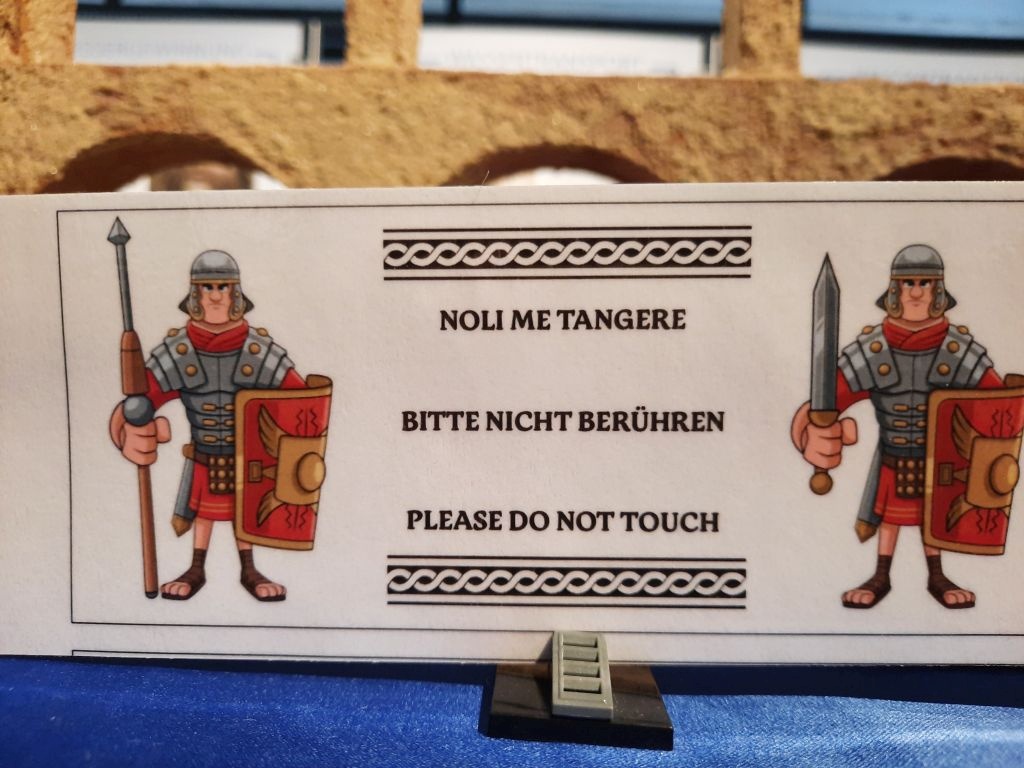 NOLI ME TANGERE
BITTE NICHT BERÜHREN
PLEASE DO NOT TOUCH